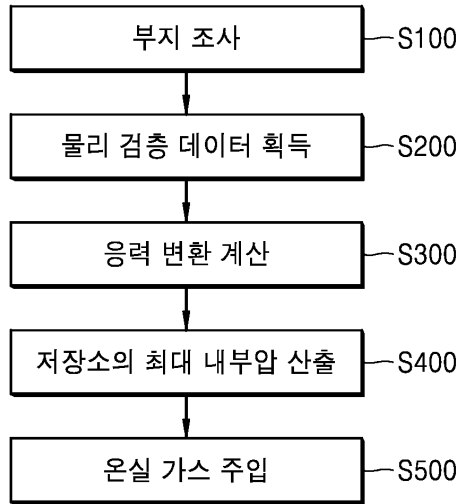 부지 조사 S100
물리 검층 데이터 획득 S200
응력 변환 계산 S300
저장소의 최대 내부압 산출 S400
온실 가스 주입 S500